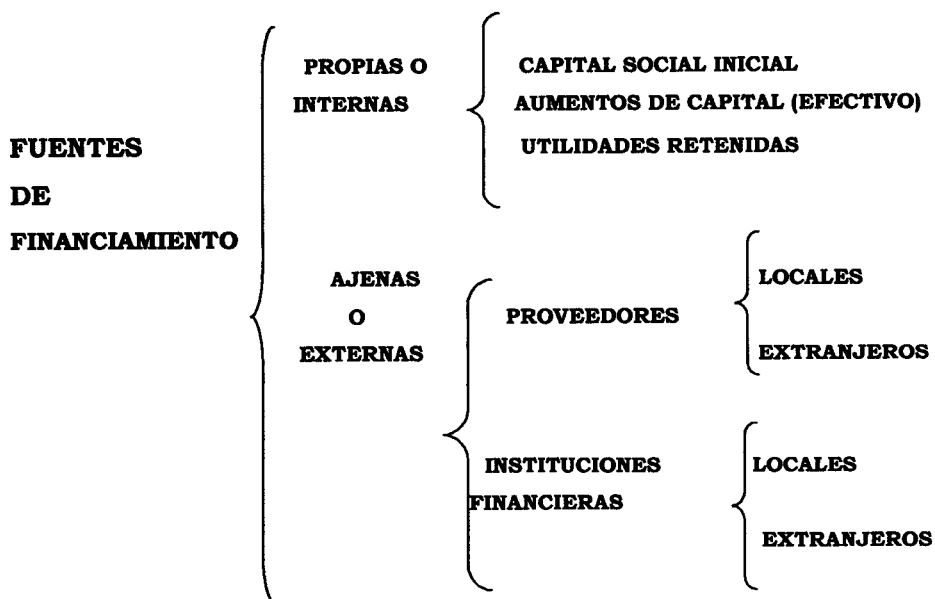 FUENTES
DE
FINANCIAMIENTO
PROPIAS O
INTERNAS
CAPITAL SOCIAL INICIAL
AUMENTOS DE CAPITAL (EFECTIVO)
UTILIDADES RETENIDAS
AJENAS
O
EXTERNAS
PROVEEDORES
LOCALES
EXTRANJEROS
INSTITUCIONES
FINANCIERAS
LOCALES
EXTRANJEROS